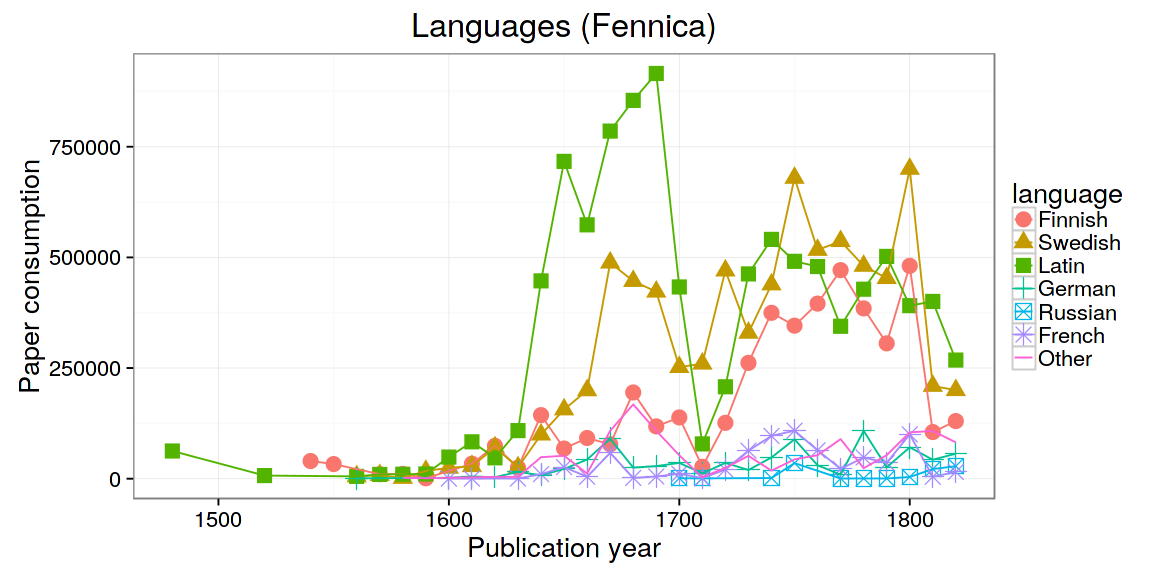 Languages (Fennica)
Paper consumption
750000
500000
250000
0
1500
1600
1700
1800
Publication year
language
Finnish
Swedish
Latin
German
Russian
French
Other